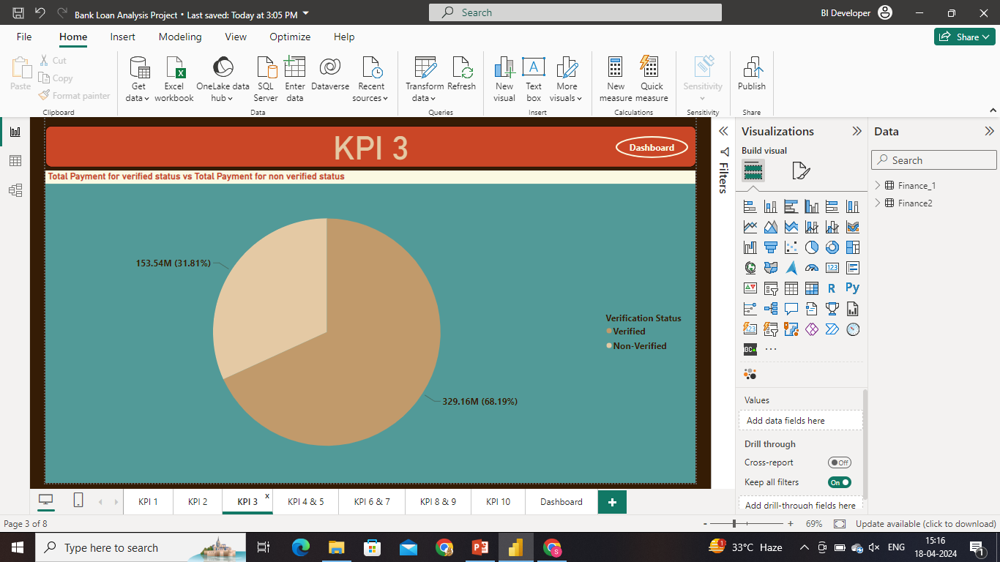 Bank Loan Analysis Project • Last saved: Today at 3:05 PM
Search
BI Developer
File Home Insert Modeling View Optimize Help
Share
Paste
Cut
Copy
Format painter
Clipboard
Get data
Excel workbook
OneLake data hub
SQL Server
Enter data
Dataverse
Recent sources
Data
Transform data
Refresh
Queries
New visual
Text box
More visuals
Insert
New measure
Quick measure
Calculations
Sensitivity
Sensitivity
Publish
Share
KPI 3
Dashboard
Total Payment for verified status vs Total Payment for non verified status
153.54M (31.81%)
329.16M (68.19%)
Verification Status
Verified
Non-Verified
Filters
Visualizations
Build visual
123
R
Py
123
Values
Add data fields here
Drill through
Cross-report
Off
Keep all filters
On
Add drill-through fields here
Data
Search
Finance_1
Finance2
KPI 1
KPI 2
KPI 3
x
KPI 4 & 5
KPI 6 & 7
KPI 8 & 9
KPI 10
Dashboard
+
Page 3 of 8
- + 69%
Update available (click to download)
Type here to search
1
33°C Haze
ENG
15:16
18-04-2024
1